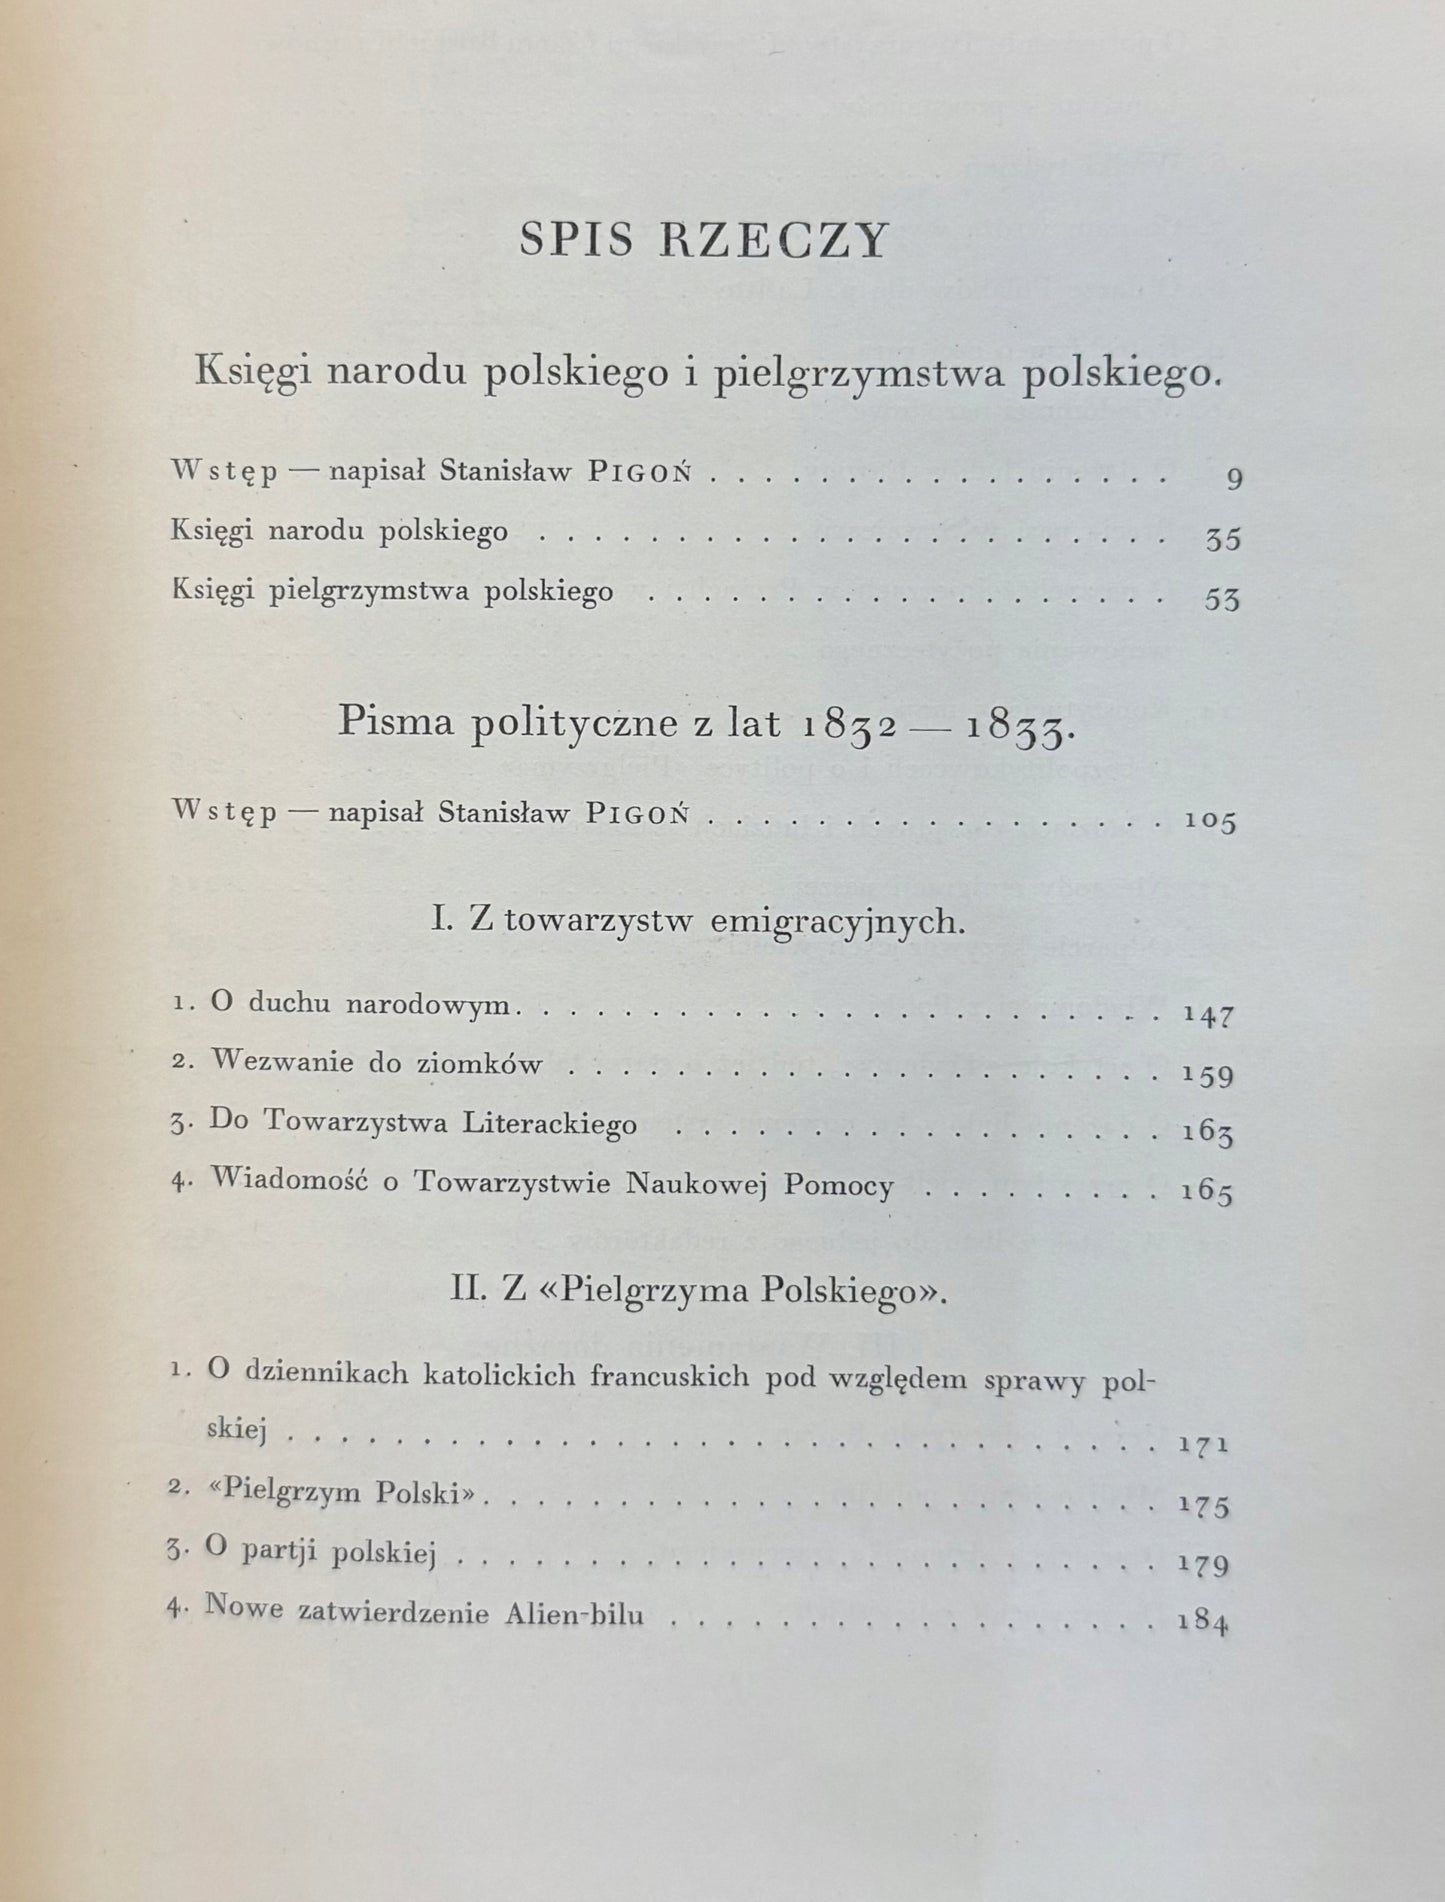 SPIS RZECZY
Księgi narodu polskiego i pielgrzymstwa polskiego.
Wstęp — napisał Stanisław PIGOŃ . . . . . . . . . . . . . . . . . 9
Księgi narodu polskiego . . . . . . . . . . . . . . . . . . . . . . . 35
Księgi pielgrzymstwa polskiego . . . . . . . . . . . . . . . . . . . 53
Pisma polityczne z lat 1832 — 1833.
Wstęp — napisał Stanisław PIGOŃ . . . . . . . . . . . . . . . . . 105
I. Z towarzystw emigracyjnych.
1. O duchu narodowym. . . . . . . . . . . . . . . . . . . . . . . . 147
2. Wezwanie do ziomków . . . . . . . . . . . . . . . . . . . . . . 159
3. Do Towarzystwa Literackiego . . . . . . . . . . . . . . . . . . 163
4. Wiadomość o Towarzystwie Naukowej Pomocy . . . . . . . . . 165
II. Z «Pielgrzyma Polskiego».
1. O dziennikach katolickich francuskich pod względem sprawy pol-
skiej . . . . . . . . . . . . . . . . . . . . . . . . . . . . . . . . 171
2. «Pielgrzym Polski» . . . . . . . . . . . . . . . . . . . . . . . . . 175
3. O partji polskiej . . . . . . . . . . . . . . . . . . . . . . . . . . 179
4. Nowe zatwierdzenie Alien-bilu . . . . . . . . . . . . . . . . . . 184